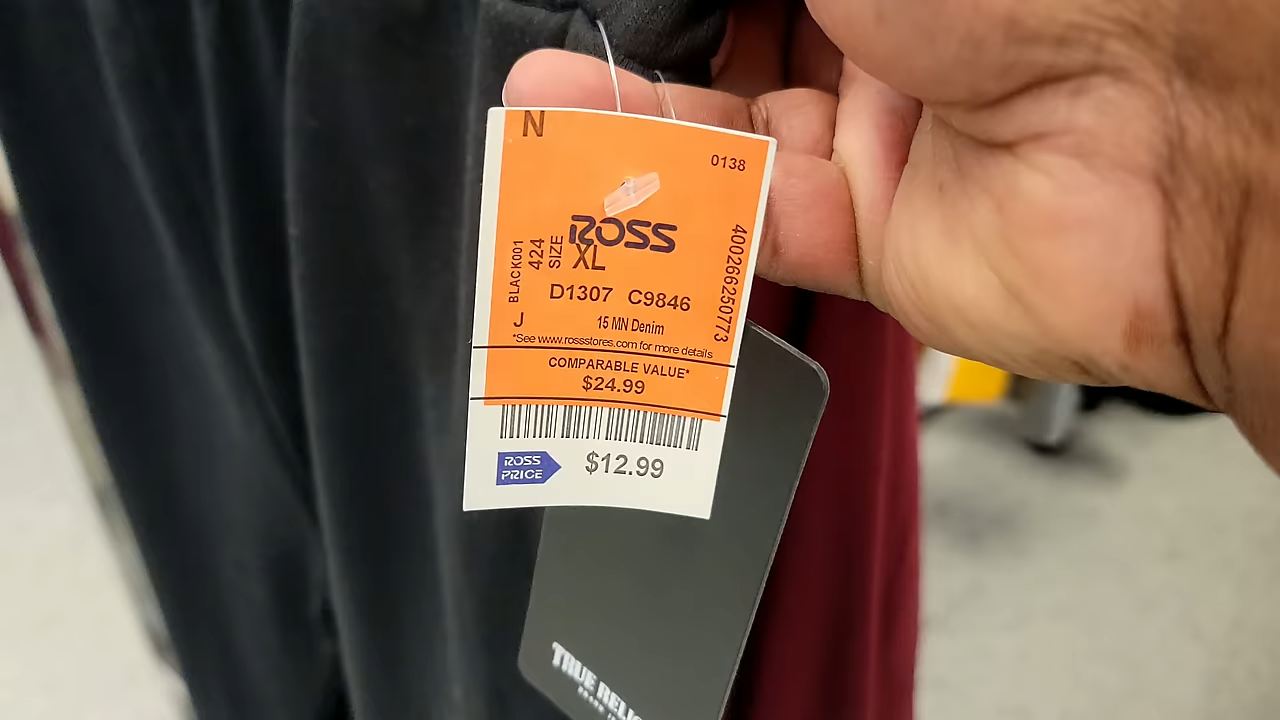 N
0138
ROSS
BLACK001
424
SIZE
XL
400266250773
D1307 C9846
J
15 MN Denim
*See www.rossstores.com for more details
COMPARABLE VALUE*
$24.99
ROSS
PRICE
$12.99
TRUE RELIG